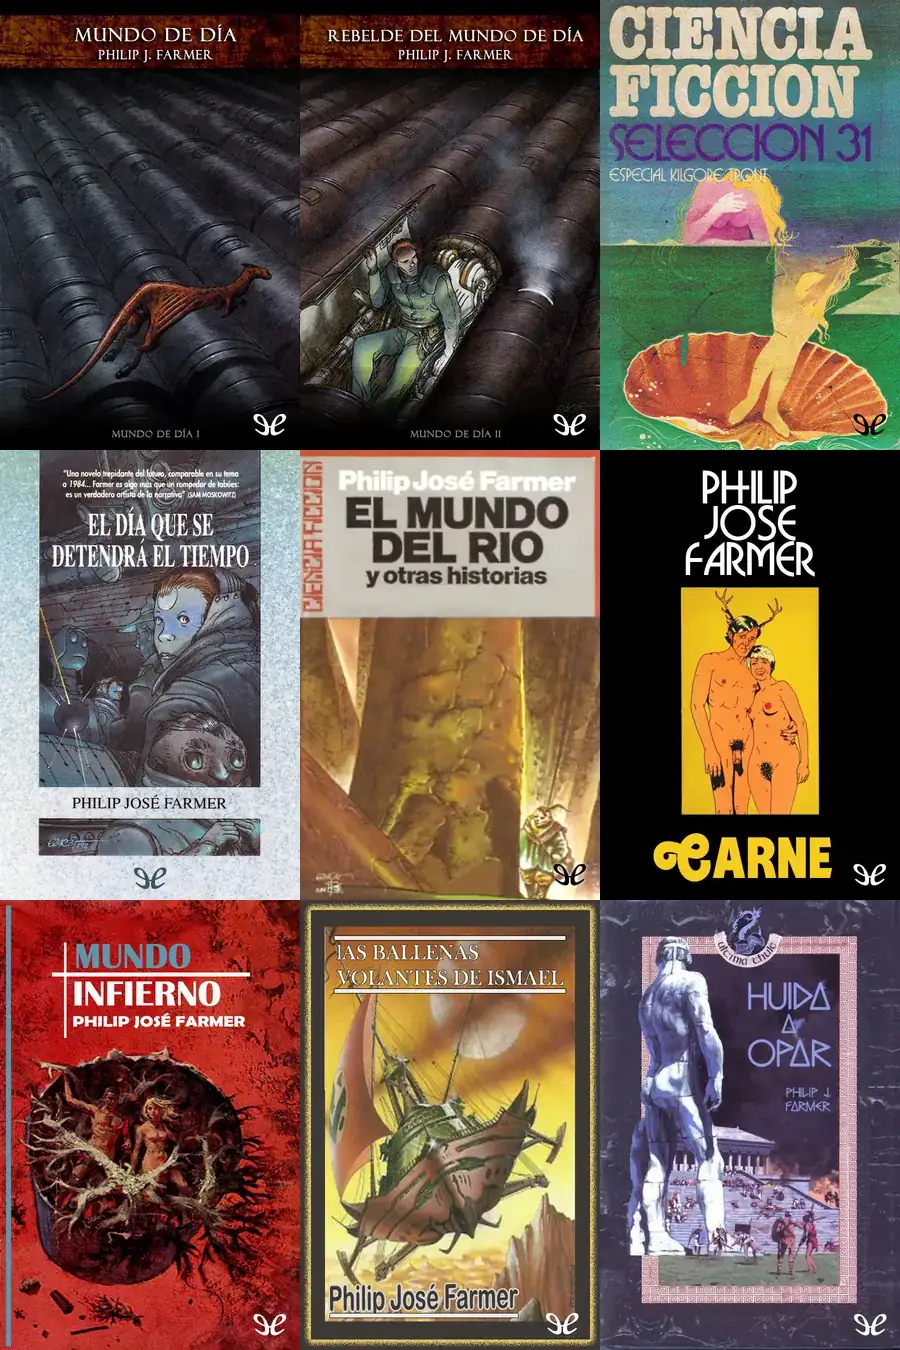 MUNDO DE DÍA
PHILIP J. FARMER
MUNDO DE DÍA I
REBELDE DEL MUNDO DE DÍA
PHILIP J. FARMER
MUNDO DE DÍA II
CIENCIA
FICCION
SELECCION 31
ESPECIAL KILGORE TROUT
"Una novela trepidante del futuro, comparable en su tema
a 1984... Farmer es algo más que un rompedor de tabúes:
es un verdadero artista de la narrativa" (SAM MOSKOWITZ)
EL DÍA QUE SE
DETENDRÁ EL TIEMPO
PHILIP JOSÉ FARMER
CIENCIA FICCION
Philip José Farmer
EL MUNDO
DEL RIO
y otras historias
PHILIP
JOSE
FARMER
CARNE
MUNDO
INFIERNO
PHILIP JOSÉ FARMER
LAS BALLENAS
VOLANTES DE ISMAEL
Philip José Farmer
ultima thule
HUIDA
A
OPAR
PHILIP J.
FARMER